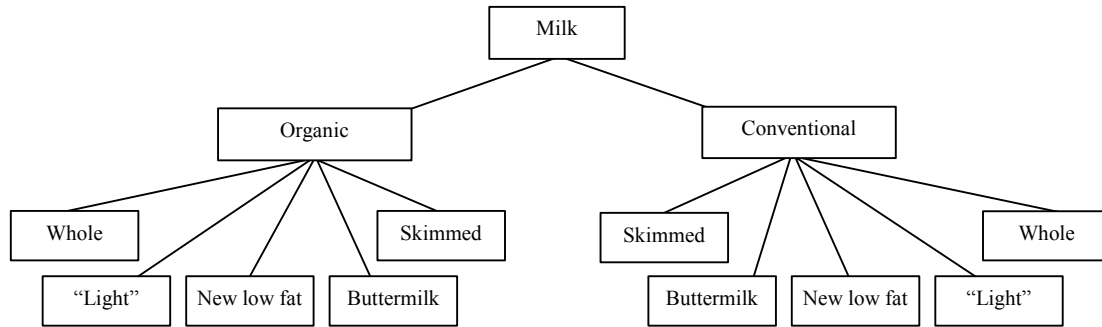 Milk
Organic
Conventional
Whole
Skimmed
Skimmed
Whole
“Light”
New low fat
Buttermilk
Buttermilk
New low fat
“Light”